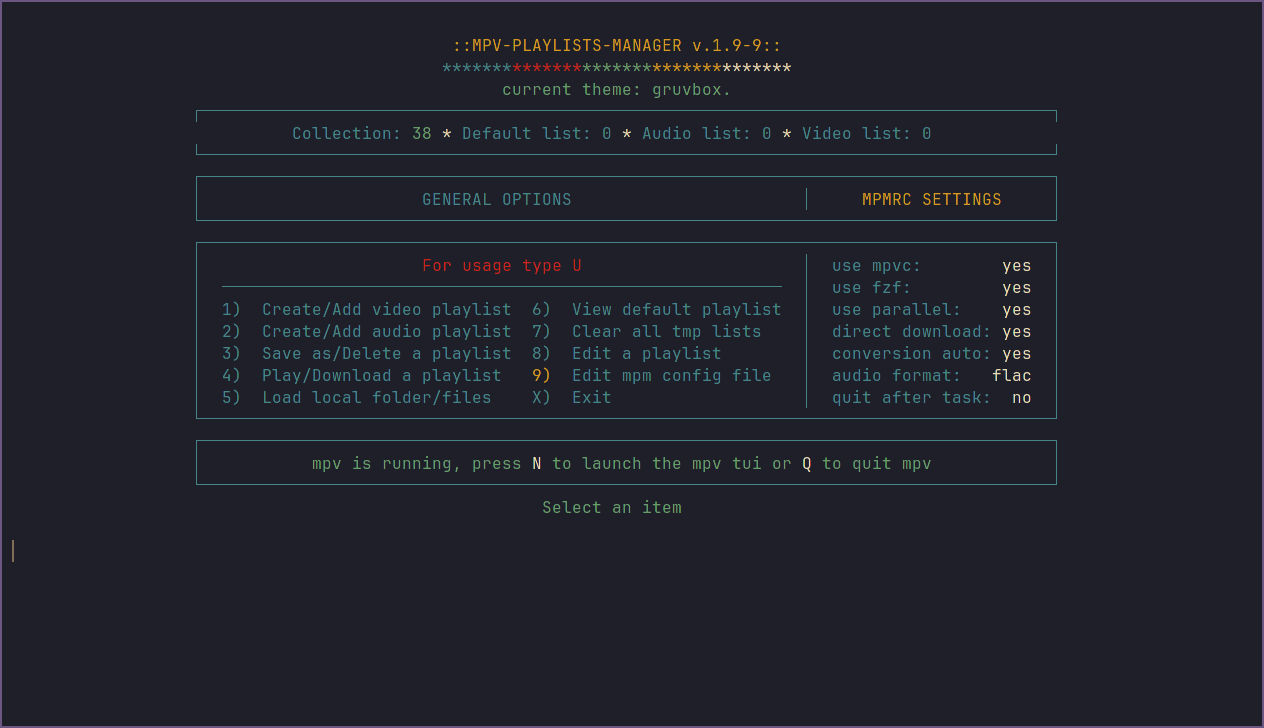 ::MPV-PLAYLISTS-MANAGER v.1.9-9::
***********************************
current theme: gruvbox.
Collection: 38 * Default list: 0 * Audio list: 0 * Video list: 0
GENERAL OPTIONS
MPMRC SETTINGS
For usage type U
1) Create/Add video playlist 6) View default playlist
2) Create/Add audio playlist 7) Clear all tmp lists
3) Save as/Delete a playlist 8) Edit a playlist
4) Play/Download a playlist 9) Edit mpm config file
5) Load local folder/files X) Exit
use mpvc: yes
use fzf: yes
use parallel: yes
direct download: yes
conversion auto: yes
audio format: flac
quit after task: no
mpv is running, press N to launch the mpv tui or Q to quit mpv
Select an item